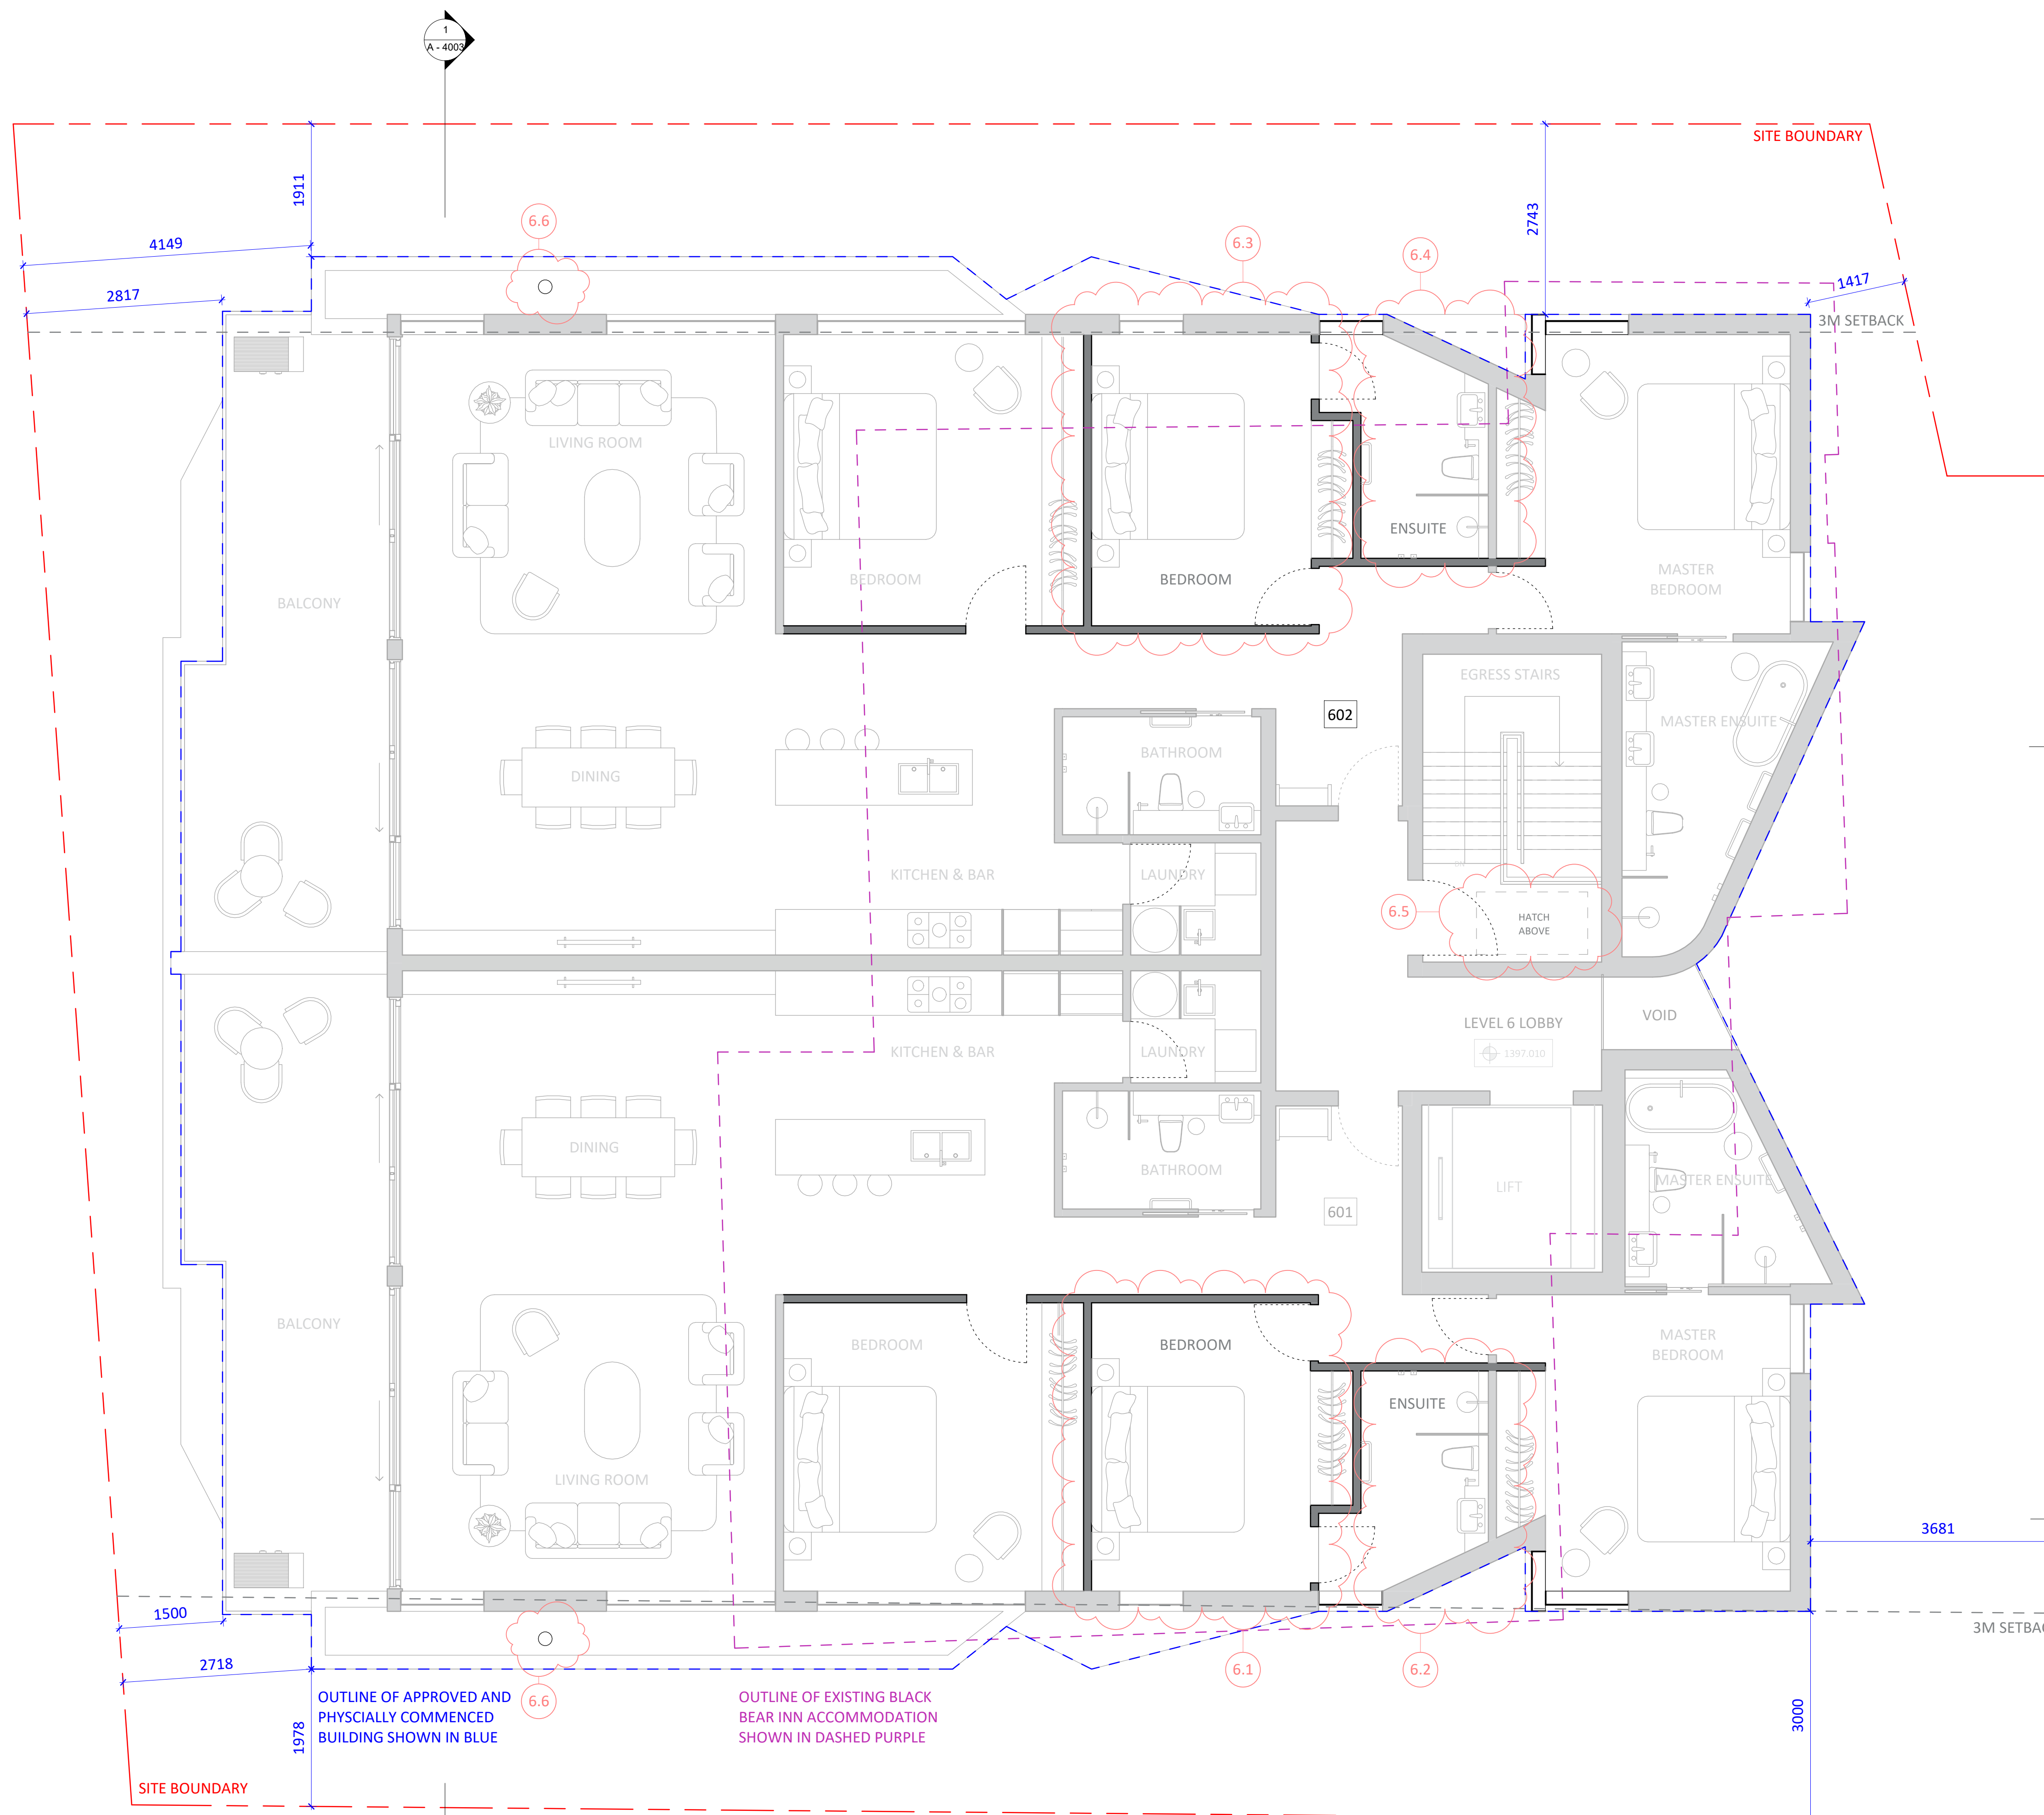 1
A - 4003
SITE BOUNDARY
1911
2743
4149
2817
1417
6.6
6.3
6.4
3M SETBACK
LIVING ROOM
ENSUITE
BEDROOM
BEDROOM
MASTER
BEDROOM
BALCONY
EGRESS STAIRS
602
MASTER ENSUITE
BATHROOM
DINING
KITCHEN & BAR
LAUNDRY
6.5
HATCH
ABOVE
LEVEL 6 LOBBY
VOID
1397.010
KITCHEN & BAR
LAUNDRY
DINING
BATHROOM
LIFT
MASTER ENSUITE
601
BALCONY
BEDROOM
BEDROOM
MASTER
BEDROOM
ENSUITE
LIVING ROOM
3681
1500
3M SETBA
2718
6.6
6.1
6.2
OUTLINE OF APPROVED AND
PHYSCIALLY COMMENCED
BUILDING SHOWN IN BLUE
OUTLINE OF EXISTING BLACK
BEAR INN ACCOMMODATION
SHOWN IN DASHED PURPLE
1978
3000
SITE BOUNDARY